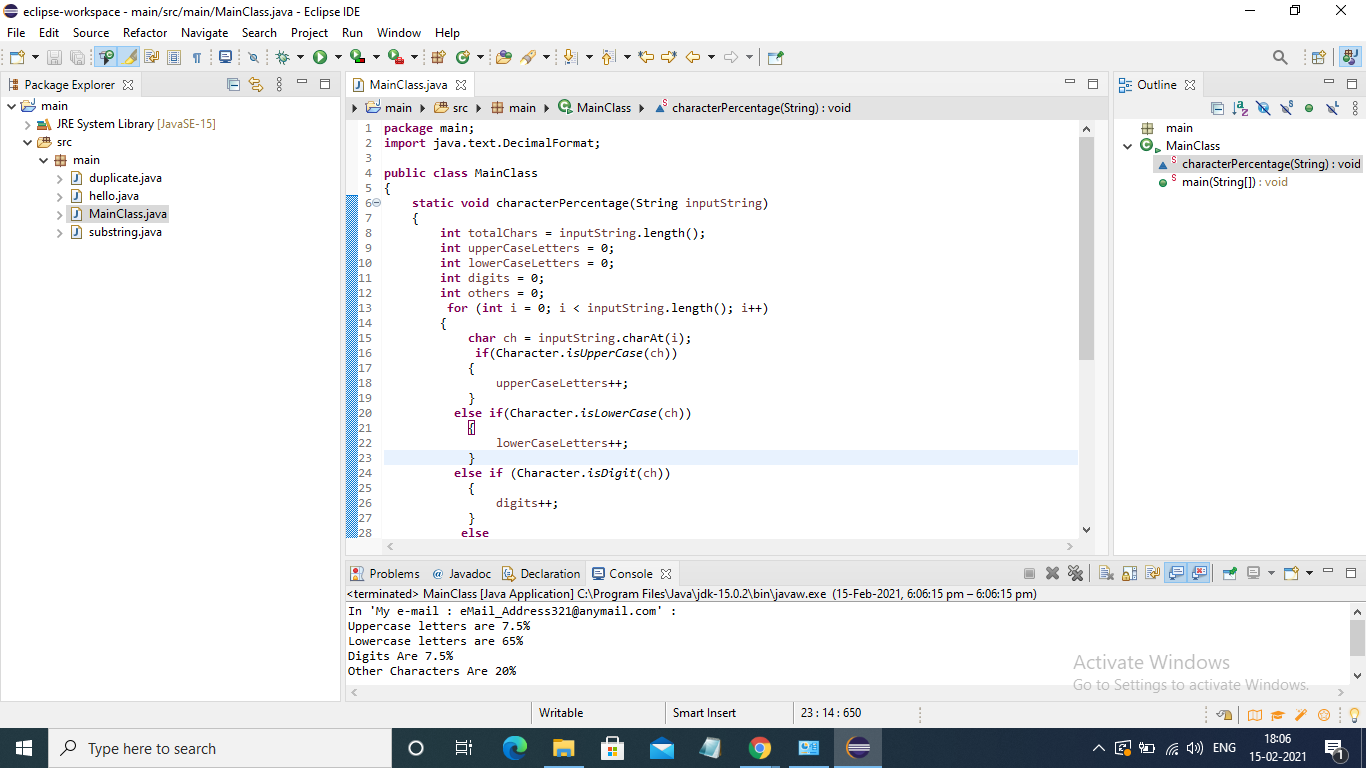 eclipse-workspace - main/src/main/MainClass.java - Eclipse IDE
File Edit Source Refactor Navigate Search Project Run Window Help
Package Explorer
main
JRE System Library [JavaSE-15]
src
main
duplicate.java
hello.java
MainClass.java
substring.java
MainClass.java
main src main MainClass characterPercentage(String) : void
1 package main;
2 import java.text.DecimalFormat;
3
4 public class MainClass
5 {
6 static void characterPercentage(String inputString)
7 {
8 int totalChars = inputString.length();
9 int upperCaseLetters = 0;
10 int lowerCaseLetters = 0;
11 int digits = 0;
12 int others = 0;
13 for (int i = 0; i < inputString.length(); i++)
14 {
15 char ch = inputString.charAt(i);
16 if(Character.isUpperCase(ch))
17 {
18 upperCaseLetters++;
19 }
20 else if(Character.isLowerCase(ch))
21 {
22 lowerCaseLetters++;
23 }
24 else if (Character.isDigit(ch))
25 {
26 digits++;
27 }
28 else
Outline
main
MainClass
characterPercentage(String) : void
main(String[]) : void
Problems @ Javadoc Declaration Console
<terminated> MainClass [Java Application] C:\Program Files\Java\jdk-15.0.2\bin\javaw.exe (15-Feb-2021, 6:06:15 pm – 6:06:15 pm)
In 'My e-mail : eMail_Address321@anymail.com' :
Uppercase letters are 7.5%
Lowercase letters are 65%
Digits Are 7.5%
Other Characters Are 20%
Activate Windows
Go to Settings to activate Windows.
Writable Smart Insert 23 : 14 : 650
Type here to search
ENG
18:06
15-02-2021
1